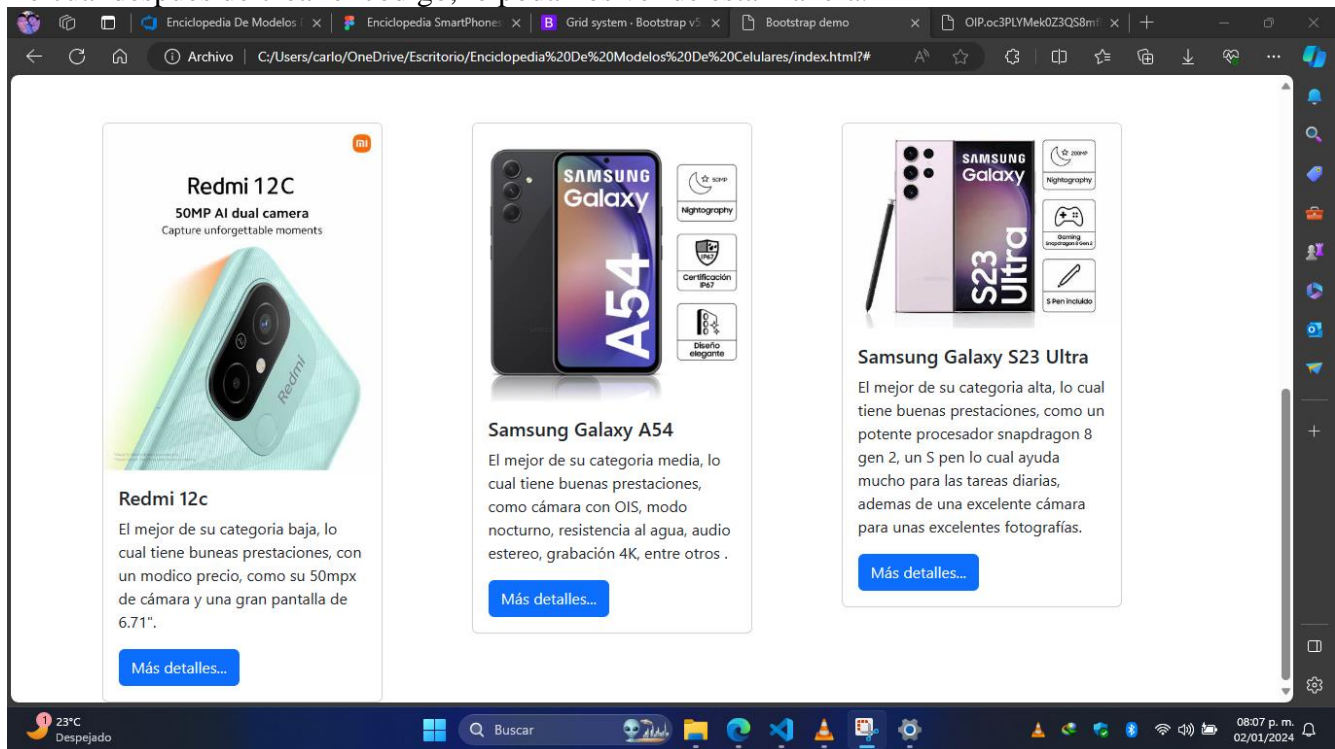 Enciclopedia De Modelos
Enciclopedia SmartPhones
B Grid system · Bootstrap v5
Bootstrap demo
OIP.oc3PLYMek0Z3QS8mf
Archivo
C:/Users/carlo/OneDrive/Escritorio/Enciclopedia%20De%20Modelos%20De%20Celulares/index.html?#
mi
Redmi 12C
50MP AI dual camera
Capture unforgettable moments
Redmi
Redmi 12c
El mejor de su categoria baja, lo
cual tiene buneas prestaciones, con
un modico precio, como su 50mpx
de cámara y una gran pantalla de
6.71".
Más detalles...
SAMSUNG
Galaxy
A54
50MP
Nightography
IP67
Certificación
IP67
Diseño
elegante
Samsung Galaxy A54
El mejor de su categoria media, lo
cual tiene buenas prestaciones,
como cámara con OIS, modo
nocturno, resistencia al agua, audio
estereo, grabación 4K, entre otros .
Más detalles...
SAMSUNG
Galaxy
S23
Ultra
200MP
Nightography
Gaming
Snapdragon 8 Gen 2
S Pen incluido
Samsung Galaxy S23 Ultra
El mejor de su categoria alta, lo cual
tiene buenas prestaciones, como un
potente procesador snapdragon 8
gen 2, un S pen lo cual ayuda
mucho para las tareas diarias,
ademas de una excelente cámara
para unas excelentes fotografías.
Más detalles...
1
23°C
Despejado
Buscar
08:07 p. m.
02/01/2024